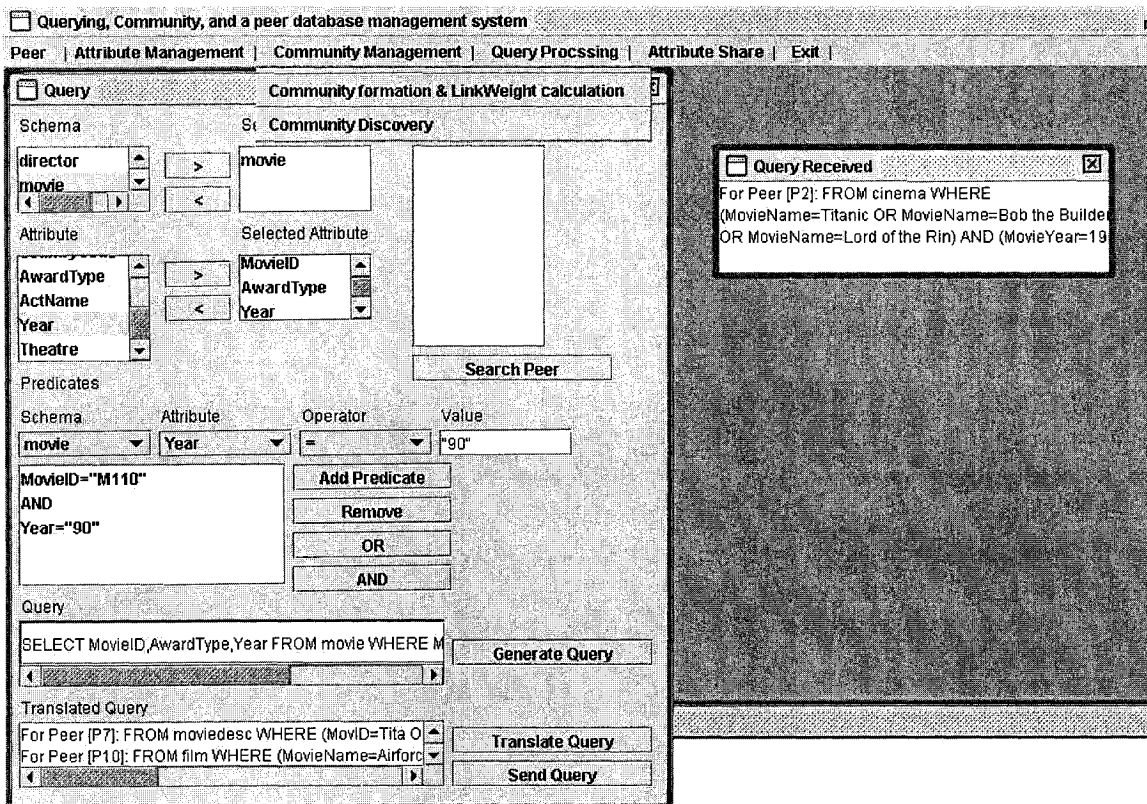 Querying, Community, and a peer database management system
Peer | Attribute Management | Community Management | Query Procssing | Attribute Share | Exit |
Query
Community formation & LinkWeight calculation
Community Discovery
Schema
director
movie
>
<
movie
Attribute
AwardType
ActName
Year
Theatre
>
<
Selected Attribute
MovieID
AwardType
Year
Search Peer
Predicates
Schema Attribute Operator Value
movie Year = "90"
MovieID="M110"
AND
Year="90"
Add Predicate
Remove
OR
AND
Query
SELECT MovieID,AwardType,Year FROM movie WHERE M
Generate Query
Translated Query
For Peer [P7]: FROM moviedesc WHERE (MovID=Tita O
For Peer [P10]: FROM film WHERE (MovieName=Airforc
Translate Query
Send Query
Query Received
For Peer [P2]: FROM cinema WHERE
(MovieName=Titanic OR MovieName=Bob the Builder
OR MovieName=Lord of the Rin) AND (MovieYear=19